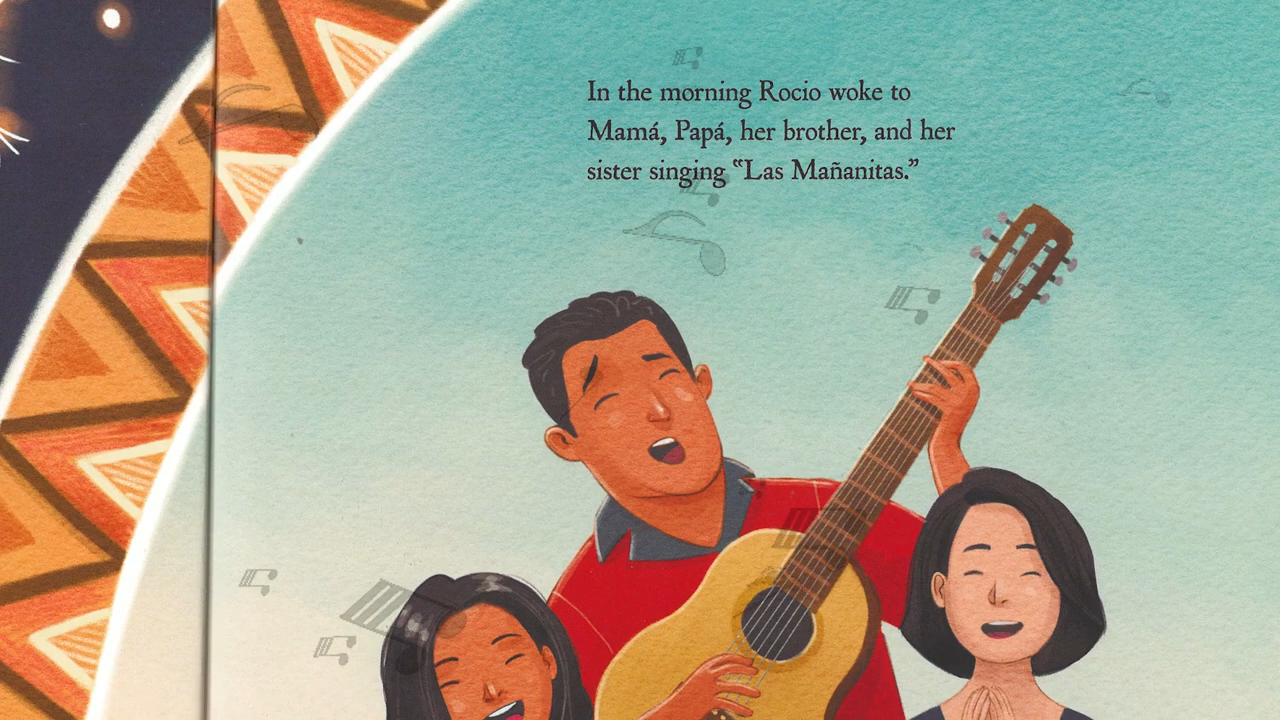 In the morning Rocio woke to
Mamá, Papá, her brother, and her
sister singing “Las Mañanitas.”